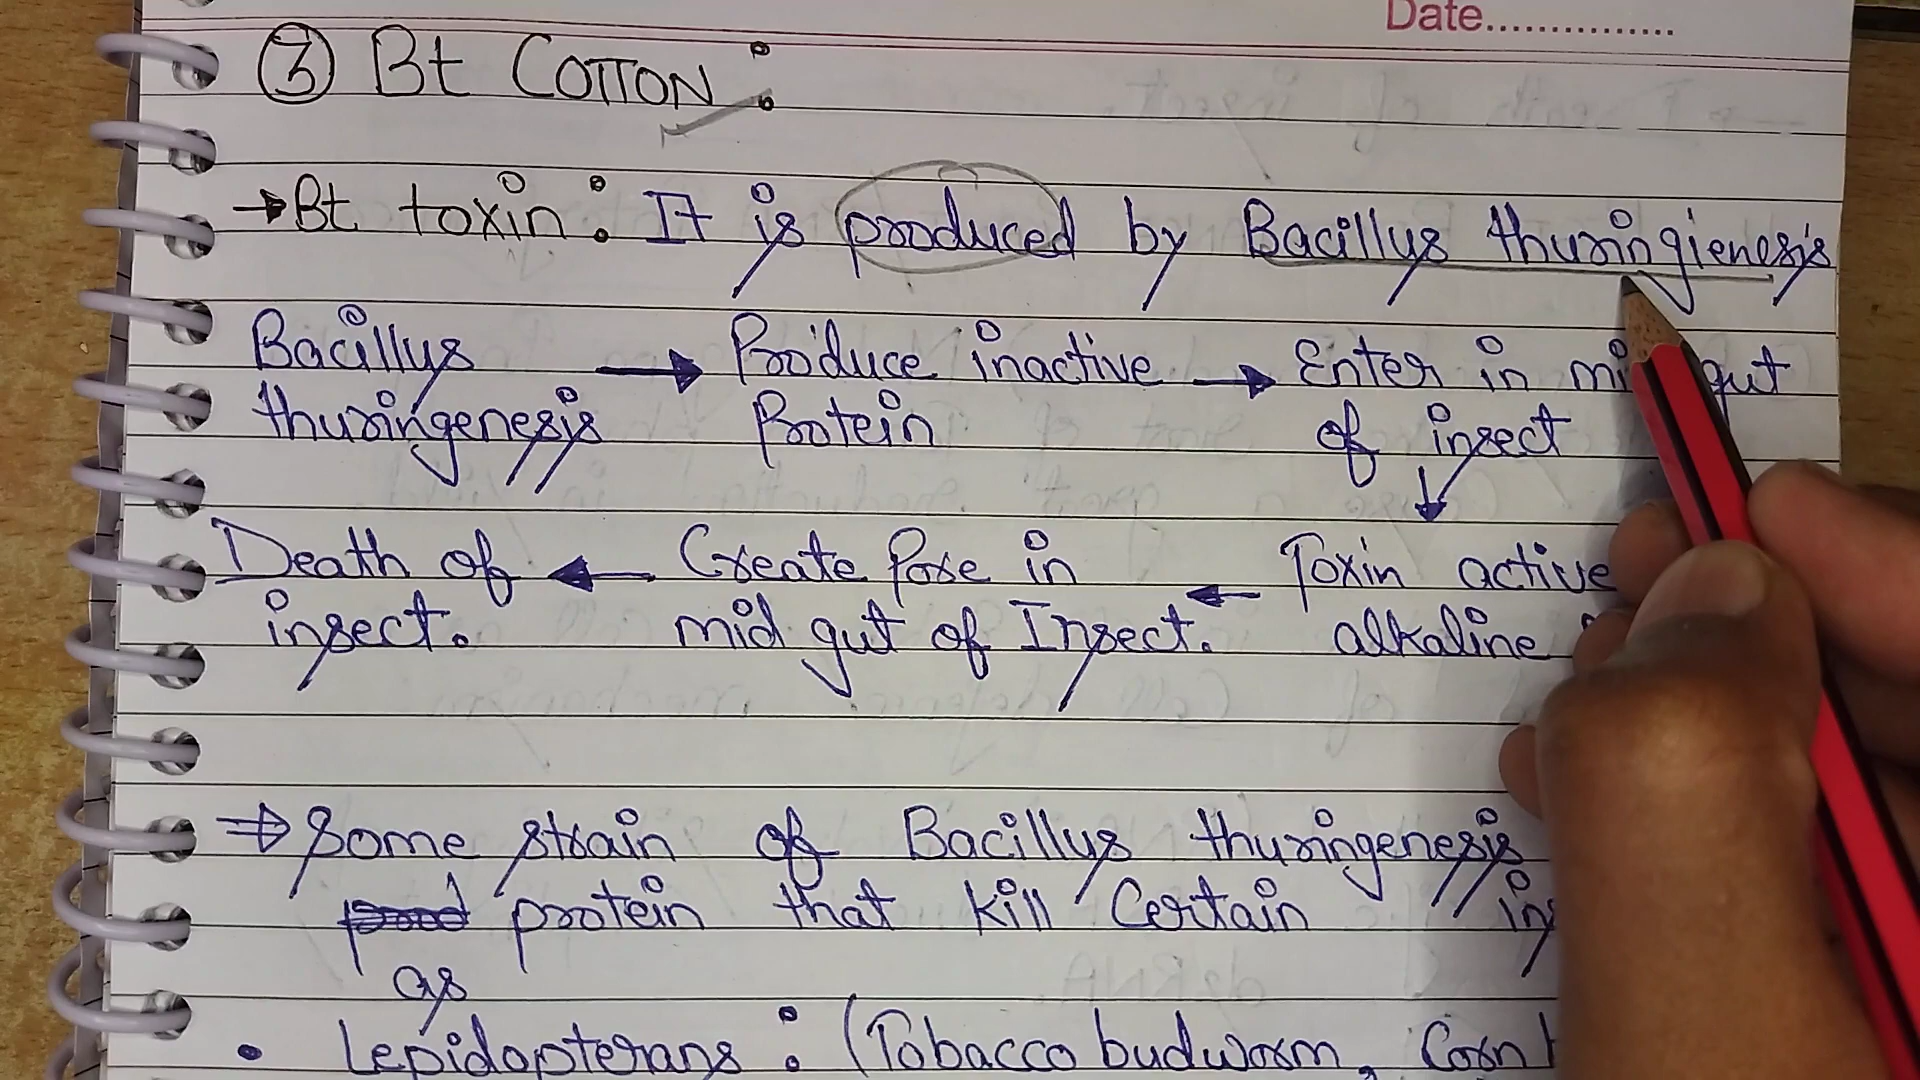 Date...............
③ Bt COTTON :
→ Bt toxin : It is produced by Bacillus thuringienesis
Bacillus → Produce inactive → Enter in mi gut
thuringenesis Protein of insect
↓
Death of ← Create Pore in ← Toxin active
insect. mid gut of Insect. alkaline
⇒ Some strain of Bacillus thuringenesis
protein that kill Certain
as
• Lepidopterans : (Tobacco budworm, Corn